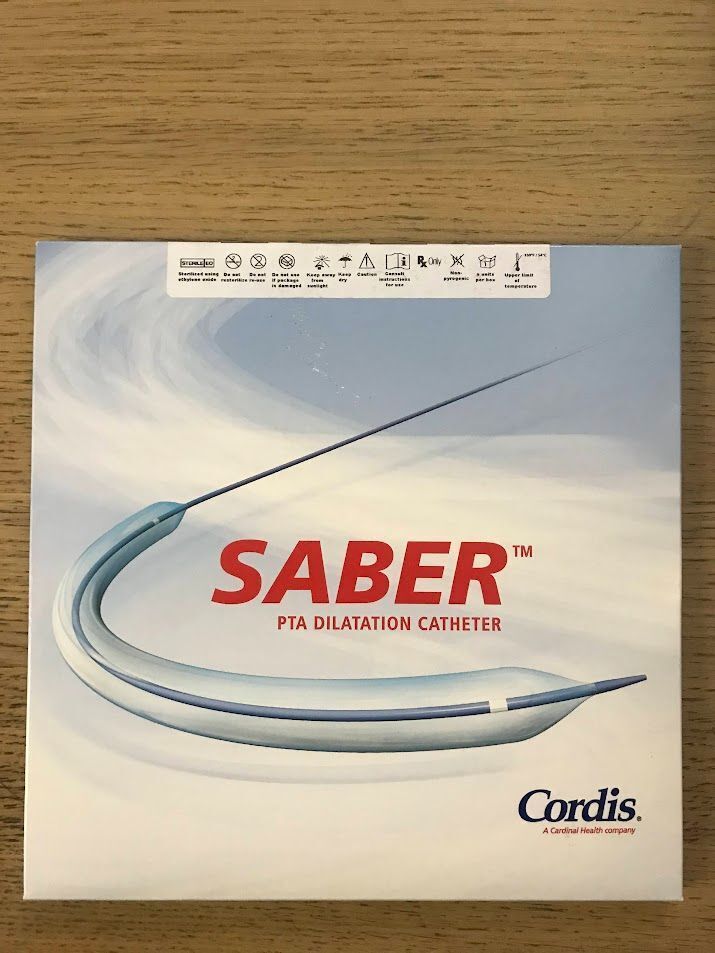 STERILE EO
Sterilized using ethylene oxide
Do not resterilize
Do not re-use
Do not use if package is damaged
Keep away from sunlight
Keep dry
Caution
Consult instructions for use
Rx Only
Non-pyrogenic
n units per box
130°F / 54°C
Upper limit of temperature
SABER™
PTA DILATATION CATHETER
Cordis®
A Cardinal Health company